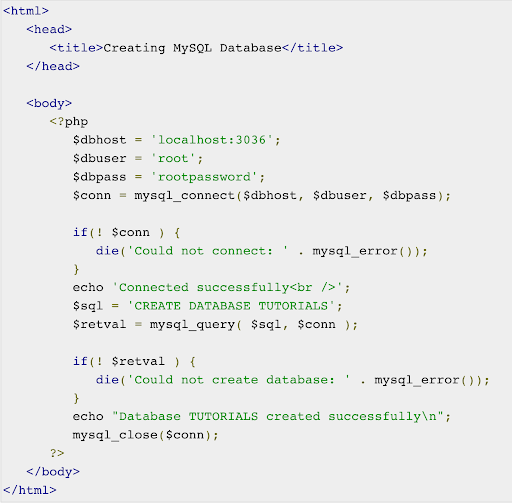 <html>
<head>
<title>Creating MySQL Database</title>
</head>
<body>
<?php
$dbhost = 'localhost:3036';
$dbuser = 'root';
$dbpass = 'rootpassword';
$conn = mysql_connect($dbhost, $dbuser, $dbpass);
if(! $conn ) {
die('Could not connect: ' . mysql_error());
}
echo 'Connected successfully<br />';
$sql = 'CREATE DATABASE TUTORIALS';
$retval = mysql_query( $sql, $conn );
if(! $retval ) {
die('Could not create database: ' . mysql_error());
}
echo "Database TUTORIALS created successfully\n";
mysql_close($conn);
?>
</body>
</html>